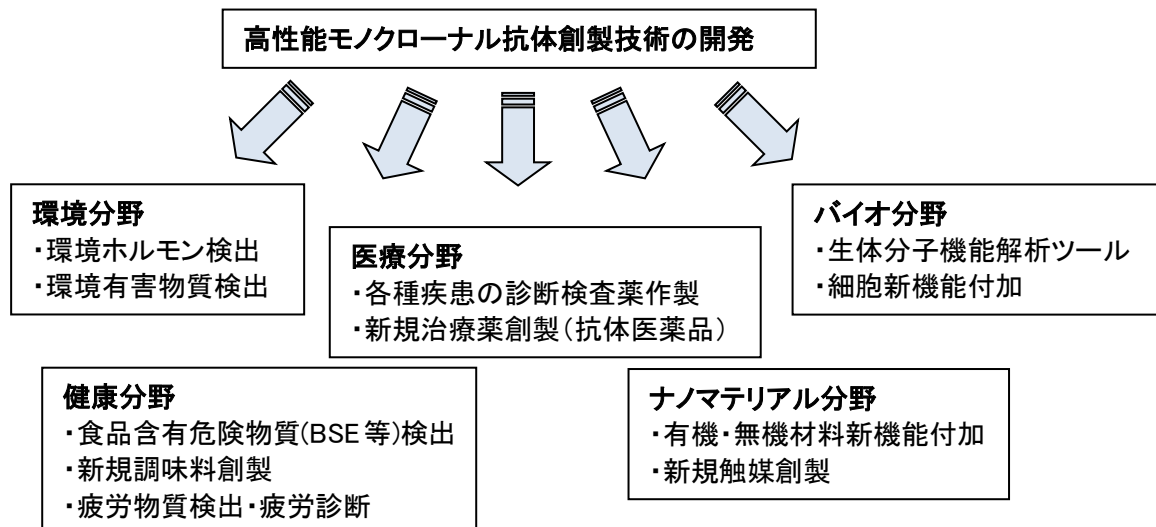 高性能モノクローナル抗体創製技術の開発
環境分野
・環境ホルモン検出
・環境有害物質検出
医療分野
・各種疾患の診断検査薬作製
・新規治療薬創製(抗体医薬品)
バイオ分野
・生体分子機能解析ツール
・細胞新機能付加
健康分野
・食品含有危険物質(BSE等)検出
・新規調味料創製
・疲労物質検出・疲労診断
ナノマテリアル分野
・有機・無機材料新機能付加
・新規触媒創製